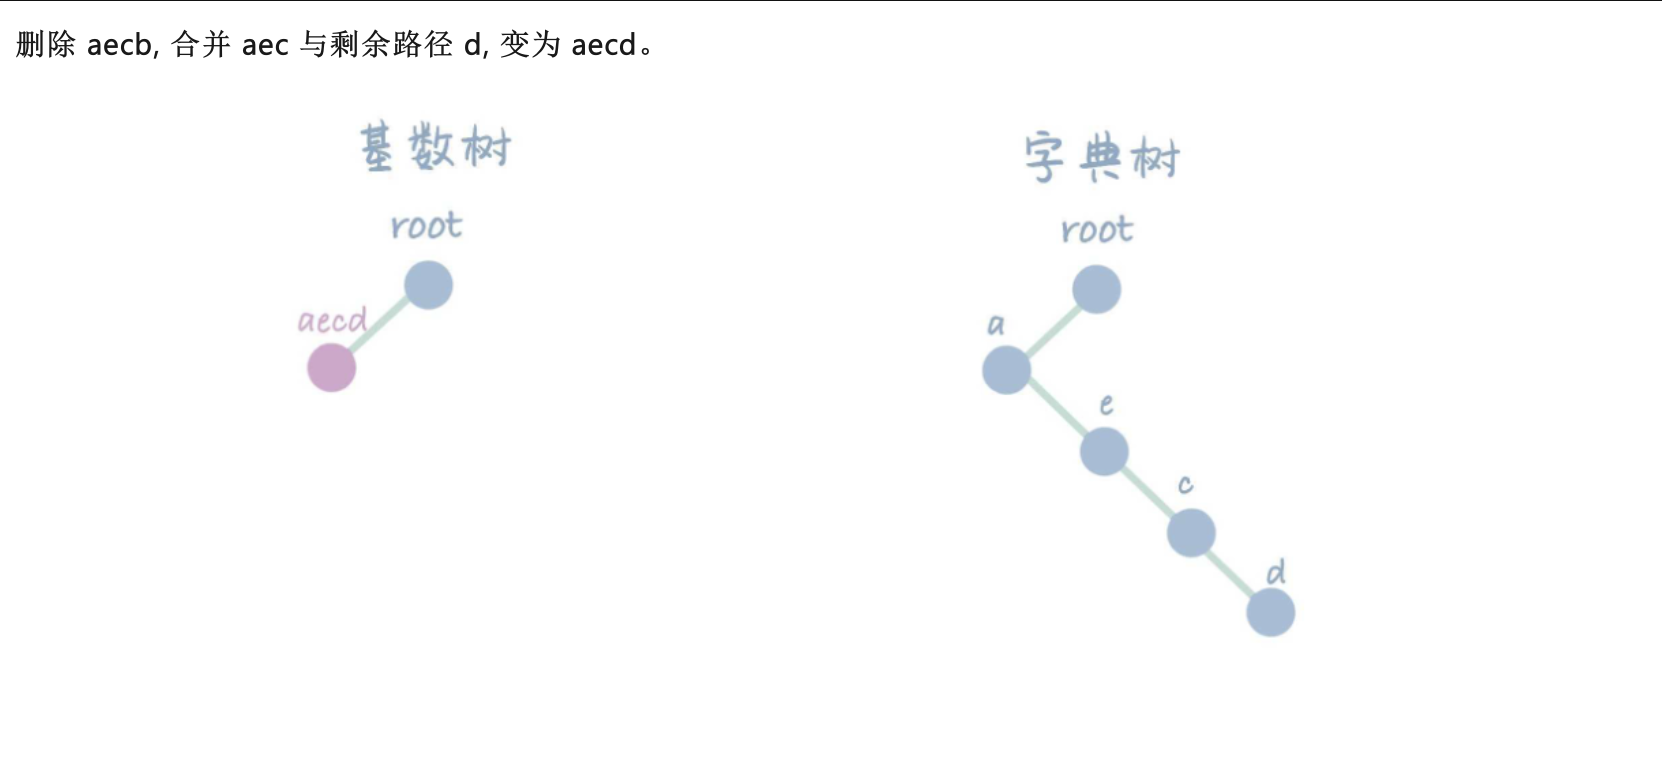 删除 aecb, 合并 aec 与剩余路径 d, 变为 aecd。
基数树
root
aecd
字典树
root
a
e
c
d